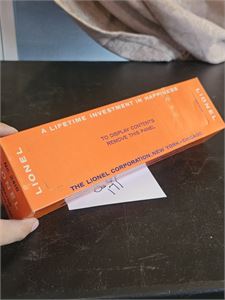 A LIFETIME INVESTMENT IN HAPPINESS
LIONEL
LIONEL
TO DISPLAY CONTENTS
REMOVE THIS PANEL
THE LIONEL CORPORATION NEW YORK • CHICAGO